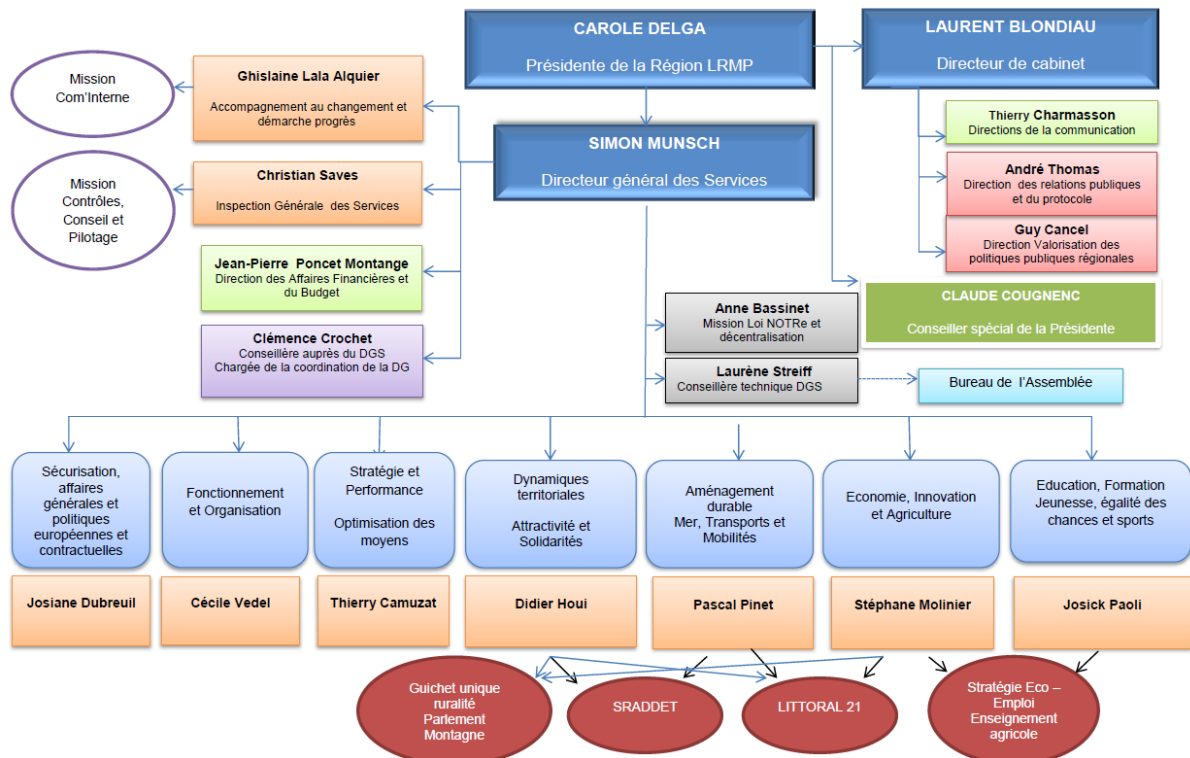 CAROLE DELGA
Présidente de la Région LRMP
LAURENT BLONDIAU
Directeur de cabinet
Mission
Com'Interne
Ghislaine Lala Alquier
Accompagnement au changement et
démarche progrès
Thierry Charmasson
Directions de la communication
SIMON MUNSCH
Directeur général des Services
Mission
Contrôles,
Conseil et
Pilotage
Christian Saves
Inspection Générale des Services
André Thomas
Direction des relations publiques
et du protocole
Guy Cancel
Direction Valorisation des
politiques publiques régionales
Jean-Pierre Poncet Montange
Direction des Affaires Financières et
du Budget
CLAUDE COUGNENC
Conseiller spécial de la Présidente
Anne Bassinet
Mission Loi NOTRe et
décentralisation
Clémence Crochet
Conseillère auprès du DGS
Chargée de la coordination de la DG
Laurène Streiff
Conseillère technique DGS
Bureau de l'Assemblée
Sécurisation,
affaires
générales et
politiques
européennes et
contractuelles
Fonctionnement
et Organisation
Stratégie et
Performance
Optimisation des
moyens
Dynamiques
territoriales
Attractivité et
Solidarités
Aménagement
durable
Mer, Transports et
Mobilités
Economie, Innovation
et Agriculture
Education, Formation
Jeunesse, égalité des
chances et sports
Josiane Dubreuil
Cécile Vedel
Thierry Camuzat
Didier Houi
Pascal Pinet
Stéphane Molinier
Josick Paoli
Guichet unique
ruralité
Parlement
Montagne
SRADDET
LITTORAL 21
Stratégie Eco –
Emploi
Enseignement
agricole